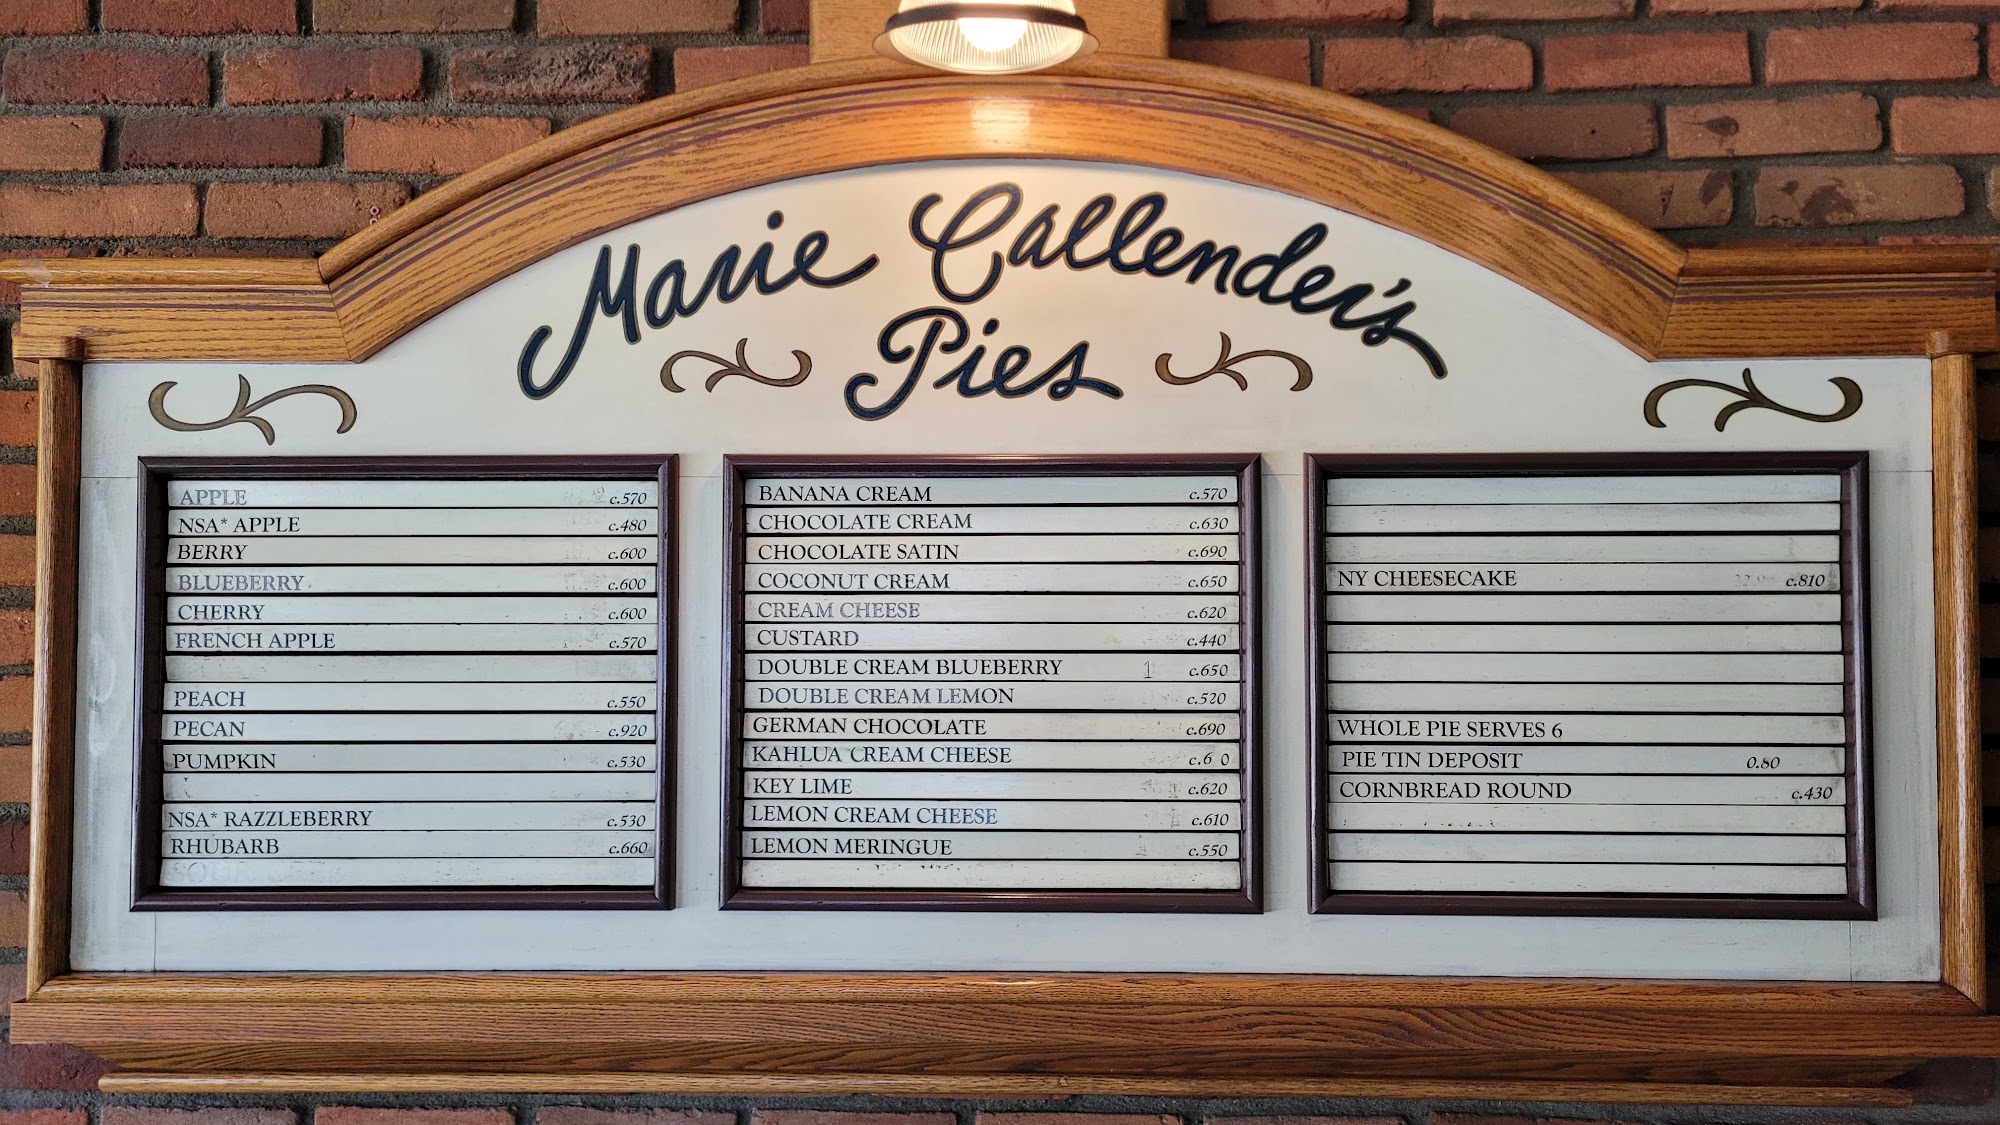 Marie Callender's
Pies
APPLE c.570
NSA* APPLE c.480
BERRY c.600
BLUEBERRY c.600
CHERRY c.600
FRENCH APPLE c.570
PEACH c.550
PECAN c.920
PUMPKIN c.530
NSA* RAZZLEBERRY c.530
RHUBARB c.660
BANANA CREAM c.570
CHOCOLATE CREAM c.630
CHOCOLATE SATIN c.690
COCONUT CREAM c.650
CREAM CHEESE c.620
CUSTARD c.440
DOUBLE CREAM BLUEBERRY 1 c.650
DOUBLE CREAM LEMON c.520
GERMAN CHOCOLATE c.690
KAHLUA CREAM CHEESE c.6 0
KEY LIME c.620
LEMON CREAM CHEESE c.610
LEMON MERINGUE c.550
NY CHEESECAKE c.810
WHOLE PIE SERVES 6
PIE TIN DEPOSIT 0.80
CORNBREAD ROUND c.430